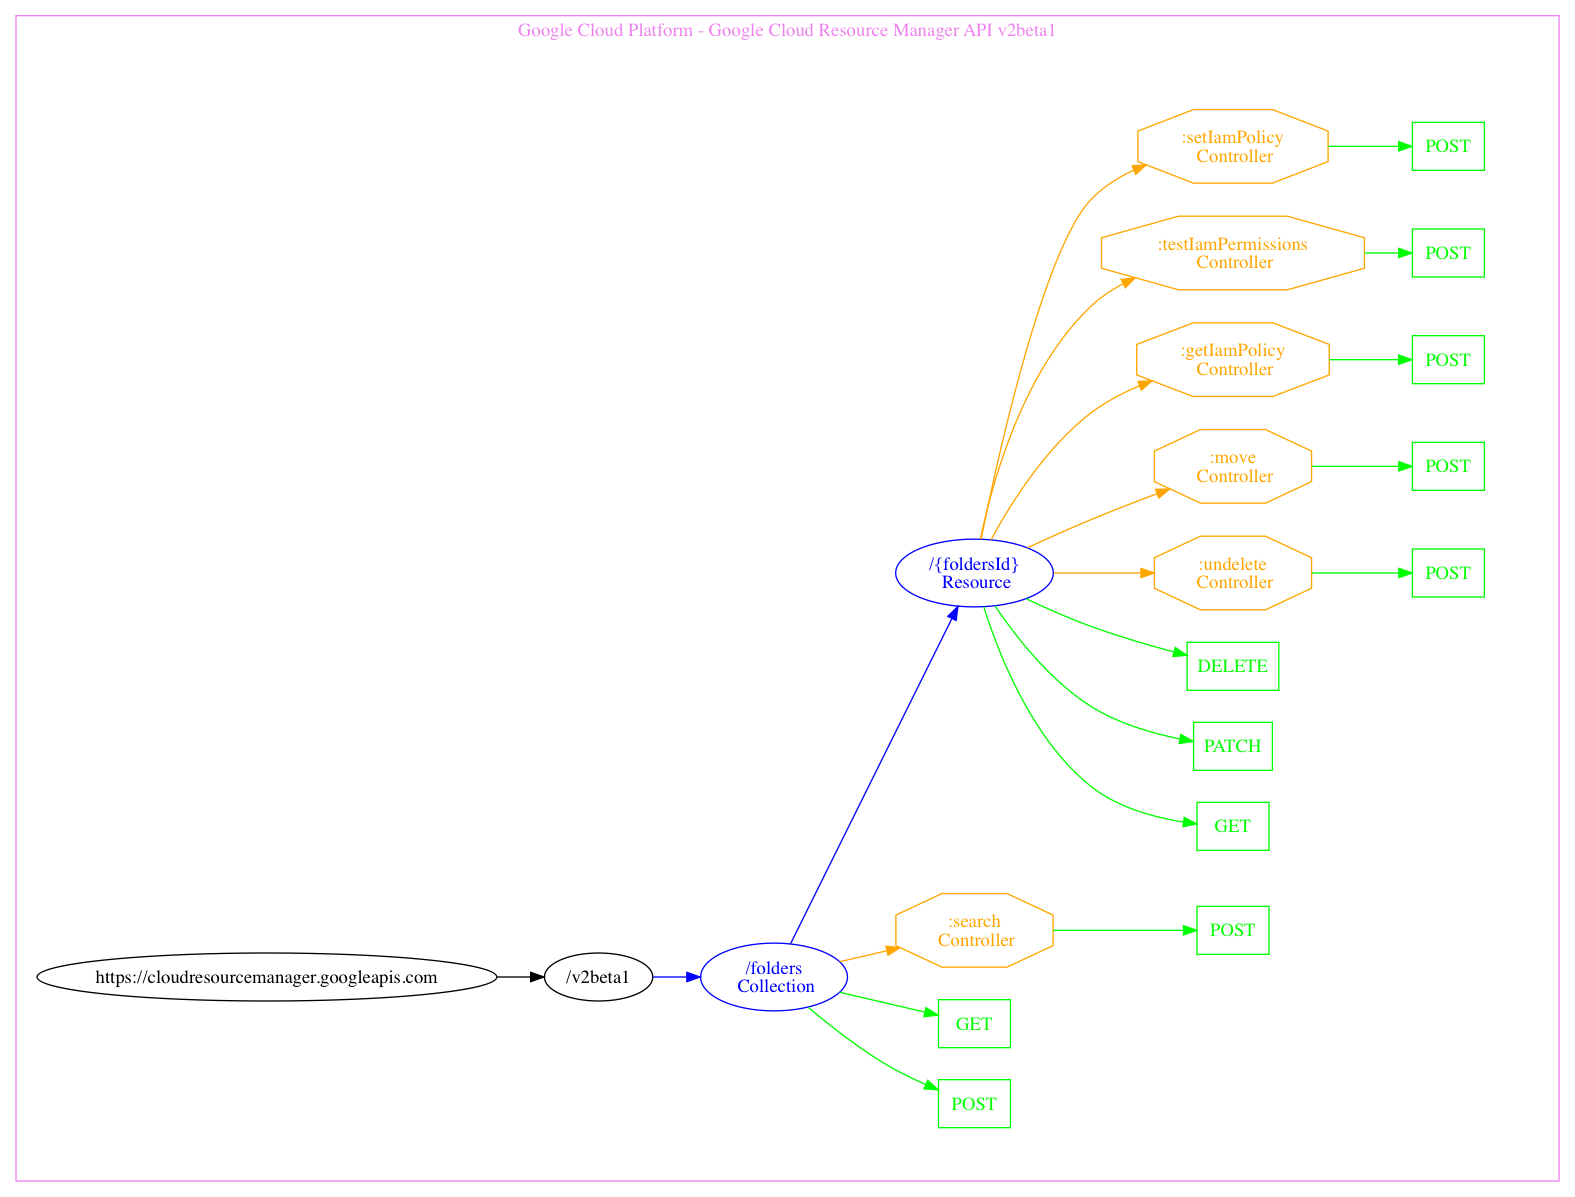 Google Cloud Platform - Google Cloud Resource Manager API v2beta1
:setIamPolicy
Controller
POST
:testIamPermissions
Controller
POST
:getIamPolicy
Controller
POST
:move
Controller
POST
/{foldersId}
Resource
:undelete
Controller
POST
DELETE
PATCH
GET
:search
Controller
POST
https://cloudresourcemanager.googleapis.com
/v2beta1
/folders
Collection
GET
POST